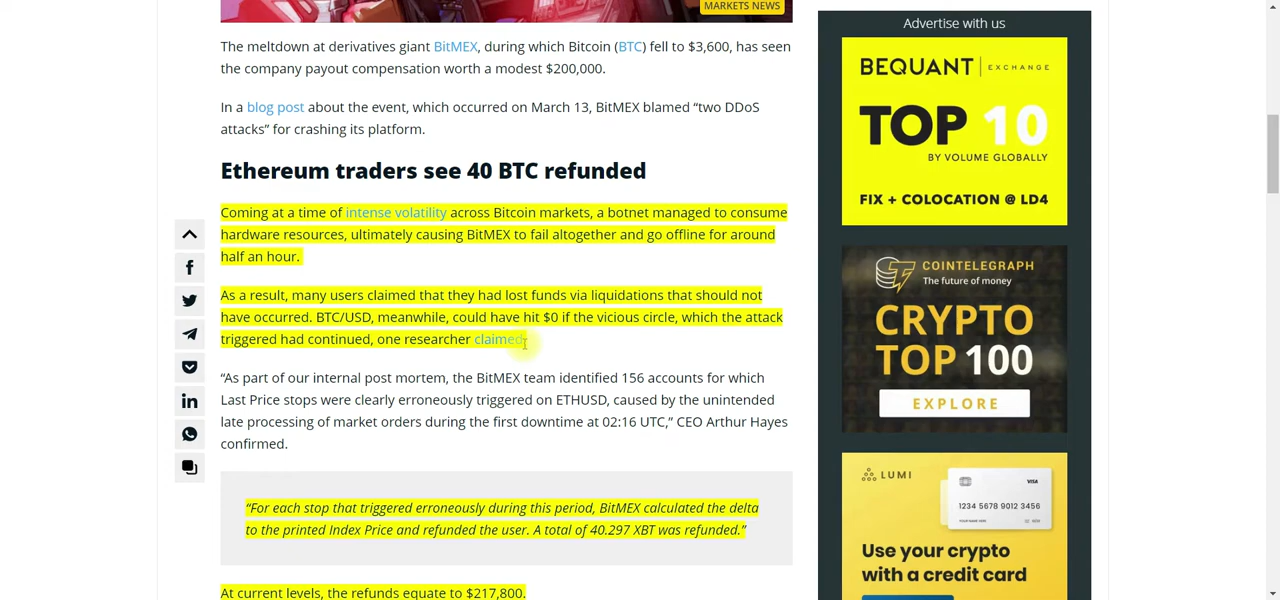 MARKETS NEWS
The meltdown at derivatives giant BitMEX, during which Bitcoin (BTC) fell to $3,600, has seen
the company payout compensation worth a modest $200,000.
In a blog post about the event, which occurred on March 13, BitMEX blamed “two DDoS
attacks” for crashing its platform.
Ethereum traders see 40 BTC refunded
Coming at a time of intense volatility across Bitcoin markets, a botnet managed to consume
hardware resources, ultimately causing BitMEX to fail altogether and go offline for around
half an hour.
As a result, many users claimed that they had lost funds via liquidations that should not
have occurred. BTC/USD, meanwhile, could have hit $0 if the vicious circle, which the attack
triggered had continued, one researcher claimed.
“As part of our internal post mortem, the BitMEX team identified 156 accounts for which
Last Price stops were clearly erroneously triggered on ETHUSD, caused by the unintended
late processing of market orders during the first downtime at 02:16 UTC,” CEO Arthur Hayes
confirmed.
“For each stop that triggered erroneously during this period, BitMEX calculated the delta
to the printed Index Price and refunded the user. A total of 40.297 XBT was refunded.”
At current levels, the refunds equate to $217,800.
Advertise with us
BEQUANT | EXCHANGE
TOP 10
BY VOLUME GLOBALLY
FIX + COLOCATION @ LD4
COINTELEGRAPH
The future of money
CRYPTO
TOP 100
EXPLORE
LUMI
VISA
1234 5678 9012 3456
Use your crypto
with a credit card